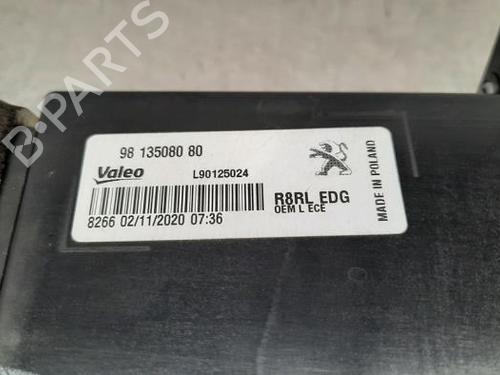 B-PARTS
98 135080 80
Valeo
L90125024
8266 02/11/2020 07:36
R8RL EDG
OEM L ECE
MADE IN POLAND